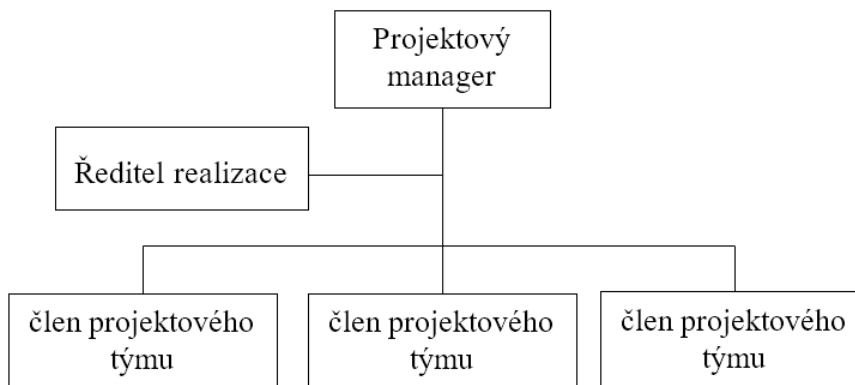 Projektový
manager
Ředitel realizace
člen projektového
týmu
člen projektového
týmu
člen projektového
týmu